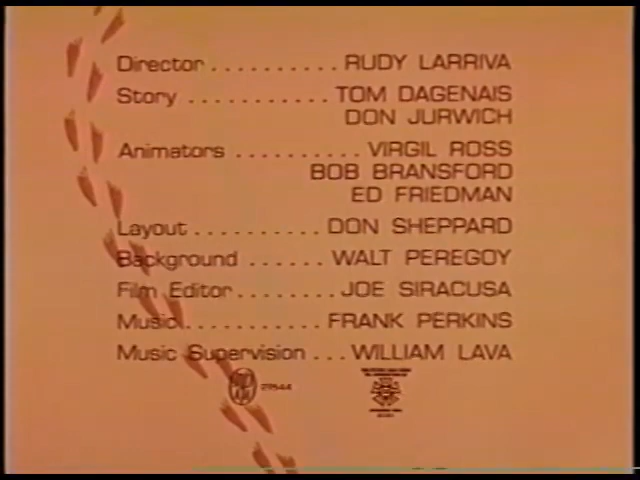 Director.......... RUDY LARRIVA
Story ........... TOM DAGENAIS
DON JURWICH
Animators .......... VIRGIL ROSS
BOB BRANSFORD
ED FRIEDMAN
Layout.......... DON SHEPPARD
Background ...... WALT PEREGOY
Film Editor........ JOE SIRACUSA
Music.......... FRANK PERKINS
Music Supervision ... WILLIAM LAVA